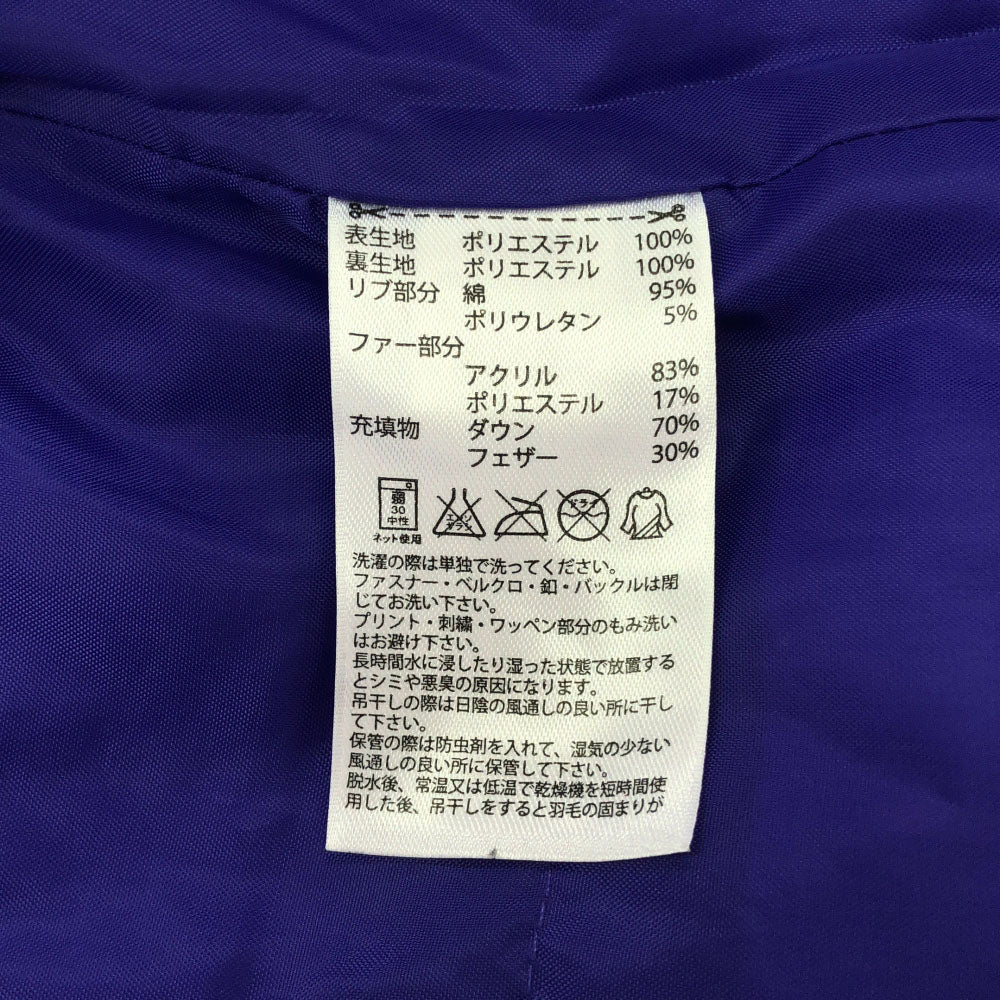 表生地 ポリエステル 100%
裏生地 ポリエステル 100%
リブ部分 綿 95%
ポリウレタン 5%
ファー部分
アクリル 83%
ポリエステル 17%
充填物 ダウン 70%
フェザー 30%
30
中性
エンソ
サラシ
ドライ
ネット使用
洗濯の際は単独で洗ってください。
ファスナー・ベルクロ・釦・バックルは閉
じてお洗い下さい。
プリント・刺繍・ワッペン部分のもみ洗い
はお避け下さい。
長時間水に浸したり湿った状態で放置する
とシミや悪臭の原因になります。
吊干しの際は日陰の風通しの良い所に干し
て下さい。
保管の際は防虫剤を入れて、湿気の少ない
風通しの良い所に保管して下さい。
脱水後、常温又は低温で乾燥機を短時間使
用した後、吊干しをすると羽毛の固まりが